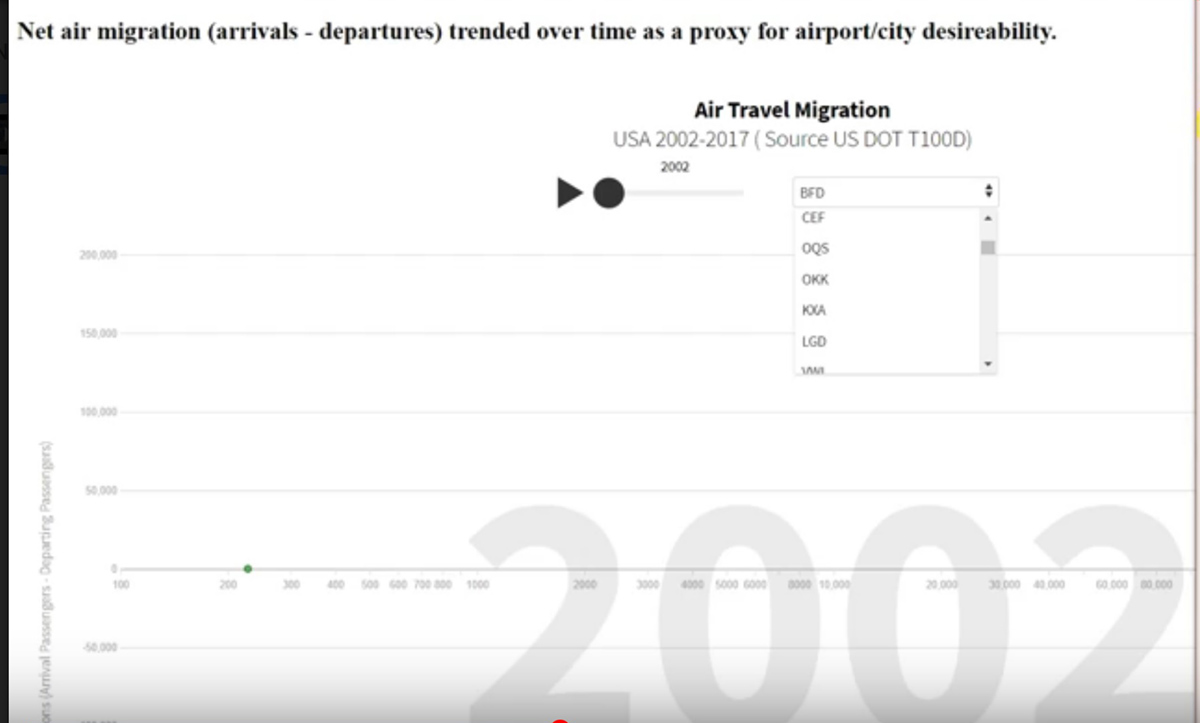 Net air migration (arrivals - departures) trended over time as a proxy for airport/city desireability.
Air Travel Migration
USA 2002-2017 ( Source US DOT T100D)
2002
BFD
CEF
OQS
OKK
KXA
LGD
200,000
150,000
100,000
50,000
0
100 200 300 400 500 600 700 800 1000 2000 3000 4000 5000 6000 8000 10,000 20,000 30,000 40,000 60,000 80,000
-50,000
(Arrival Passengers - Departing Passengers)
2002